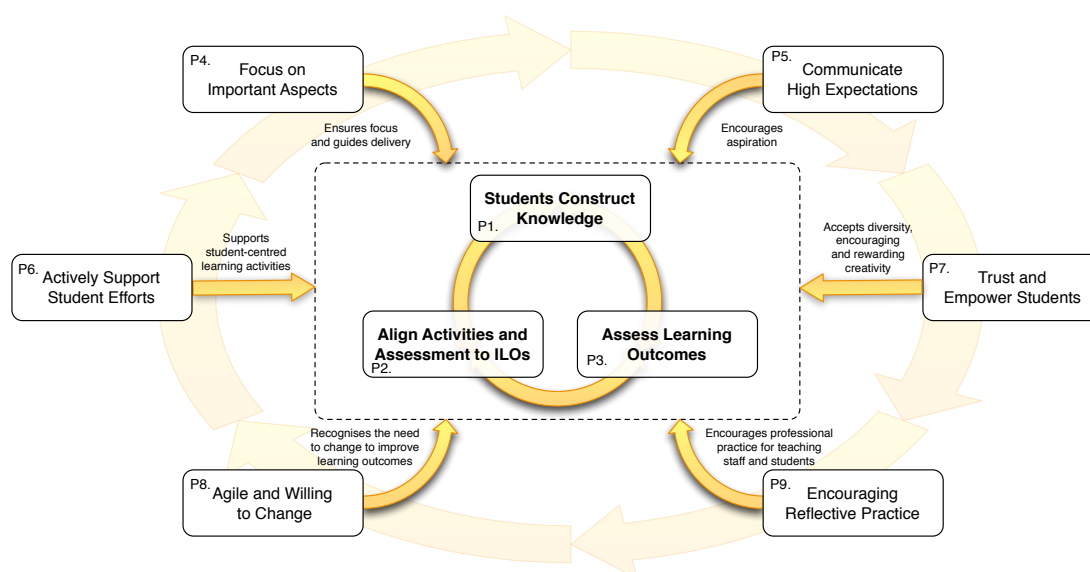 P4.
Focus on
Important Aspects
P5.
Communicate
High Expectations
Ensures focus
and guides delivery
Encourages
aspiration
Students Construct
Knowledge
P1.
Supports
student-centred
learning activities
Accepts diversity,
encouraging
and rewarding
creativity
P6.
Actively Support
Student Efforts
P7.
Trust and
Empower Students
Align Activities and
Assessment to ILOs
P2.
Assess Learning
Outcomes
P3.
Recognises the need
to change to improve
learning outcomes
Encourages professional
practice for teaching
staff and students
P8.
Agile and Willing
to Change
P9.
Encouraging
Reflective Practice